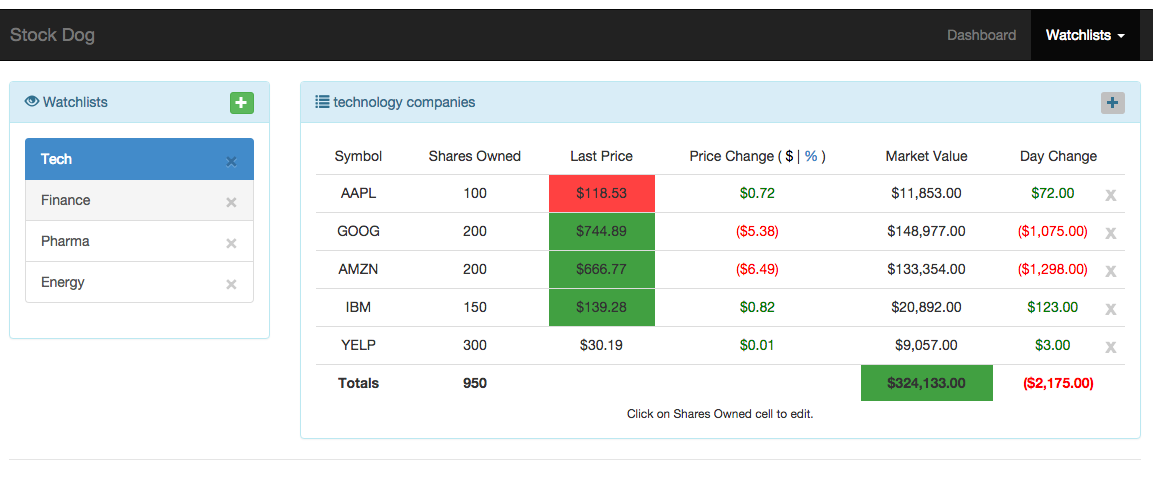 Stock Dog Dashboard Watchlists
Watchlists
Tech x
Finance x
Pharma x
Energy x
technology companies
Symbol Shares Owned Last Price Price Change ( $ | % ) Market Value Day Change
AAPL 100 $118.53 $0.72 $11,853.00 $72.00 x
GOOG 200 $744.89 ($5.38) $148,977.00 ($1,075.00) x
AMZN 200 $666.77 ($6.49) $133,354.00 ($1,298.00) x
IBM 150 $139.28 $0.82 $20,892.00 $123.00 x
YELP 300 $30.19 $0.01 $9,057.00 $3.00 x
Totals 950 $324,133.00 ($2,175.00)
Click on Shares Owned cell to edit.